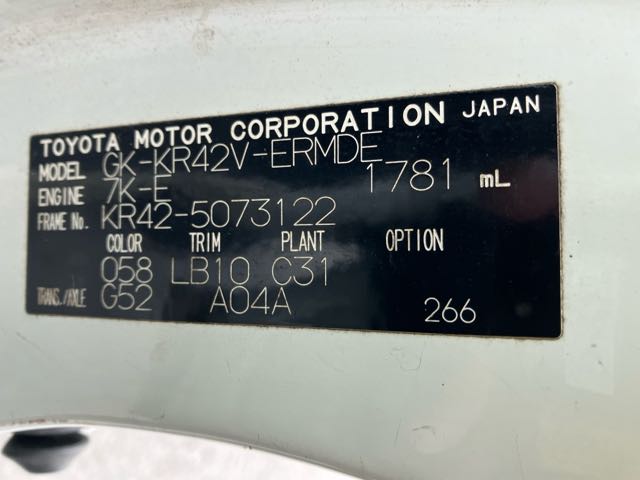 TOYOTA MOTOR CORPORATION JAPAN
MODEL GK-KR42V-ERMDE
ENGINE 7K-E 1781 mL
FRAME No. KR42-5073122
COLOR TRIM PLANT OPTION
058 LB10 C31
TRANS./AXLE G52 A04A 266